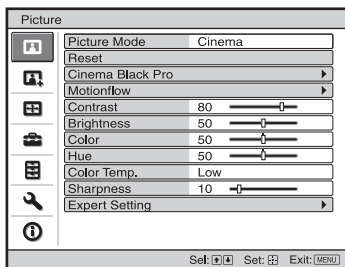 Picture
Picture Mode Cinema
Reset
Cinema Black Pro
Motionflow
Contrast 80
Brightness 50
Color 50
Hue 50
Color Temp. Low
Sharpness 10
Expert Setting
Sel: Set: Exit: MENU